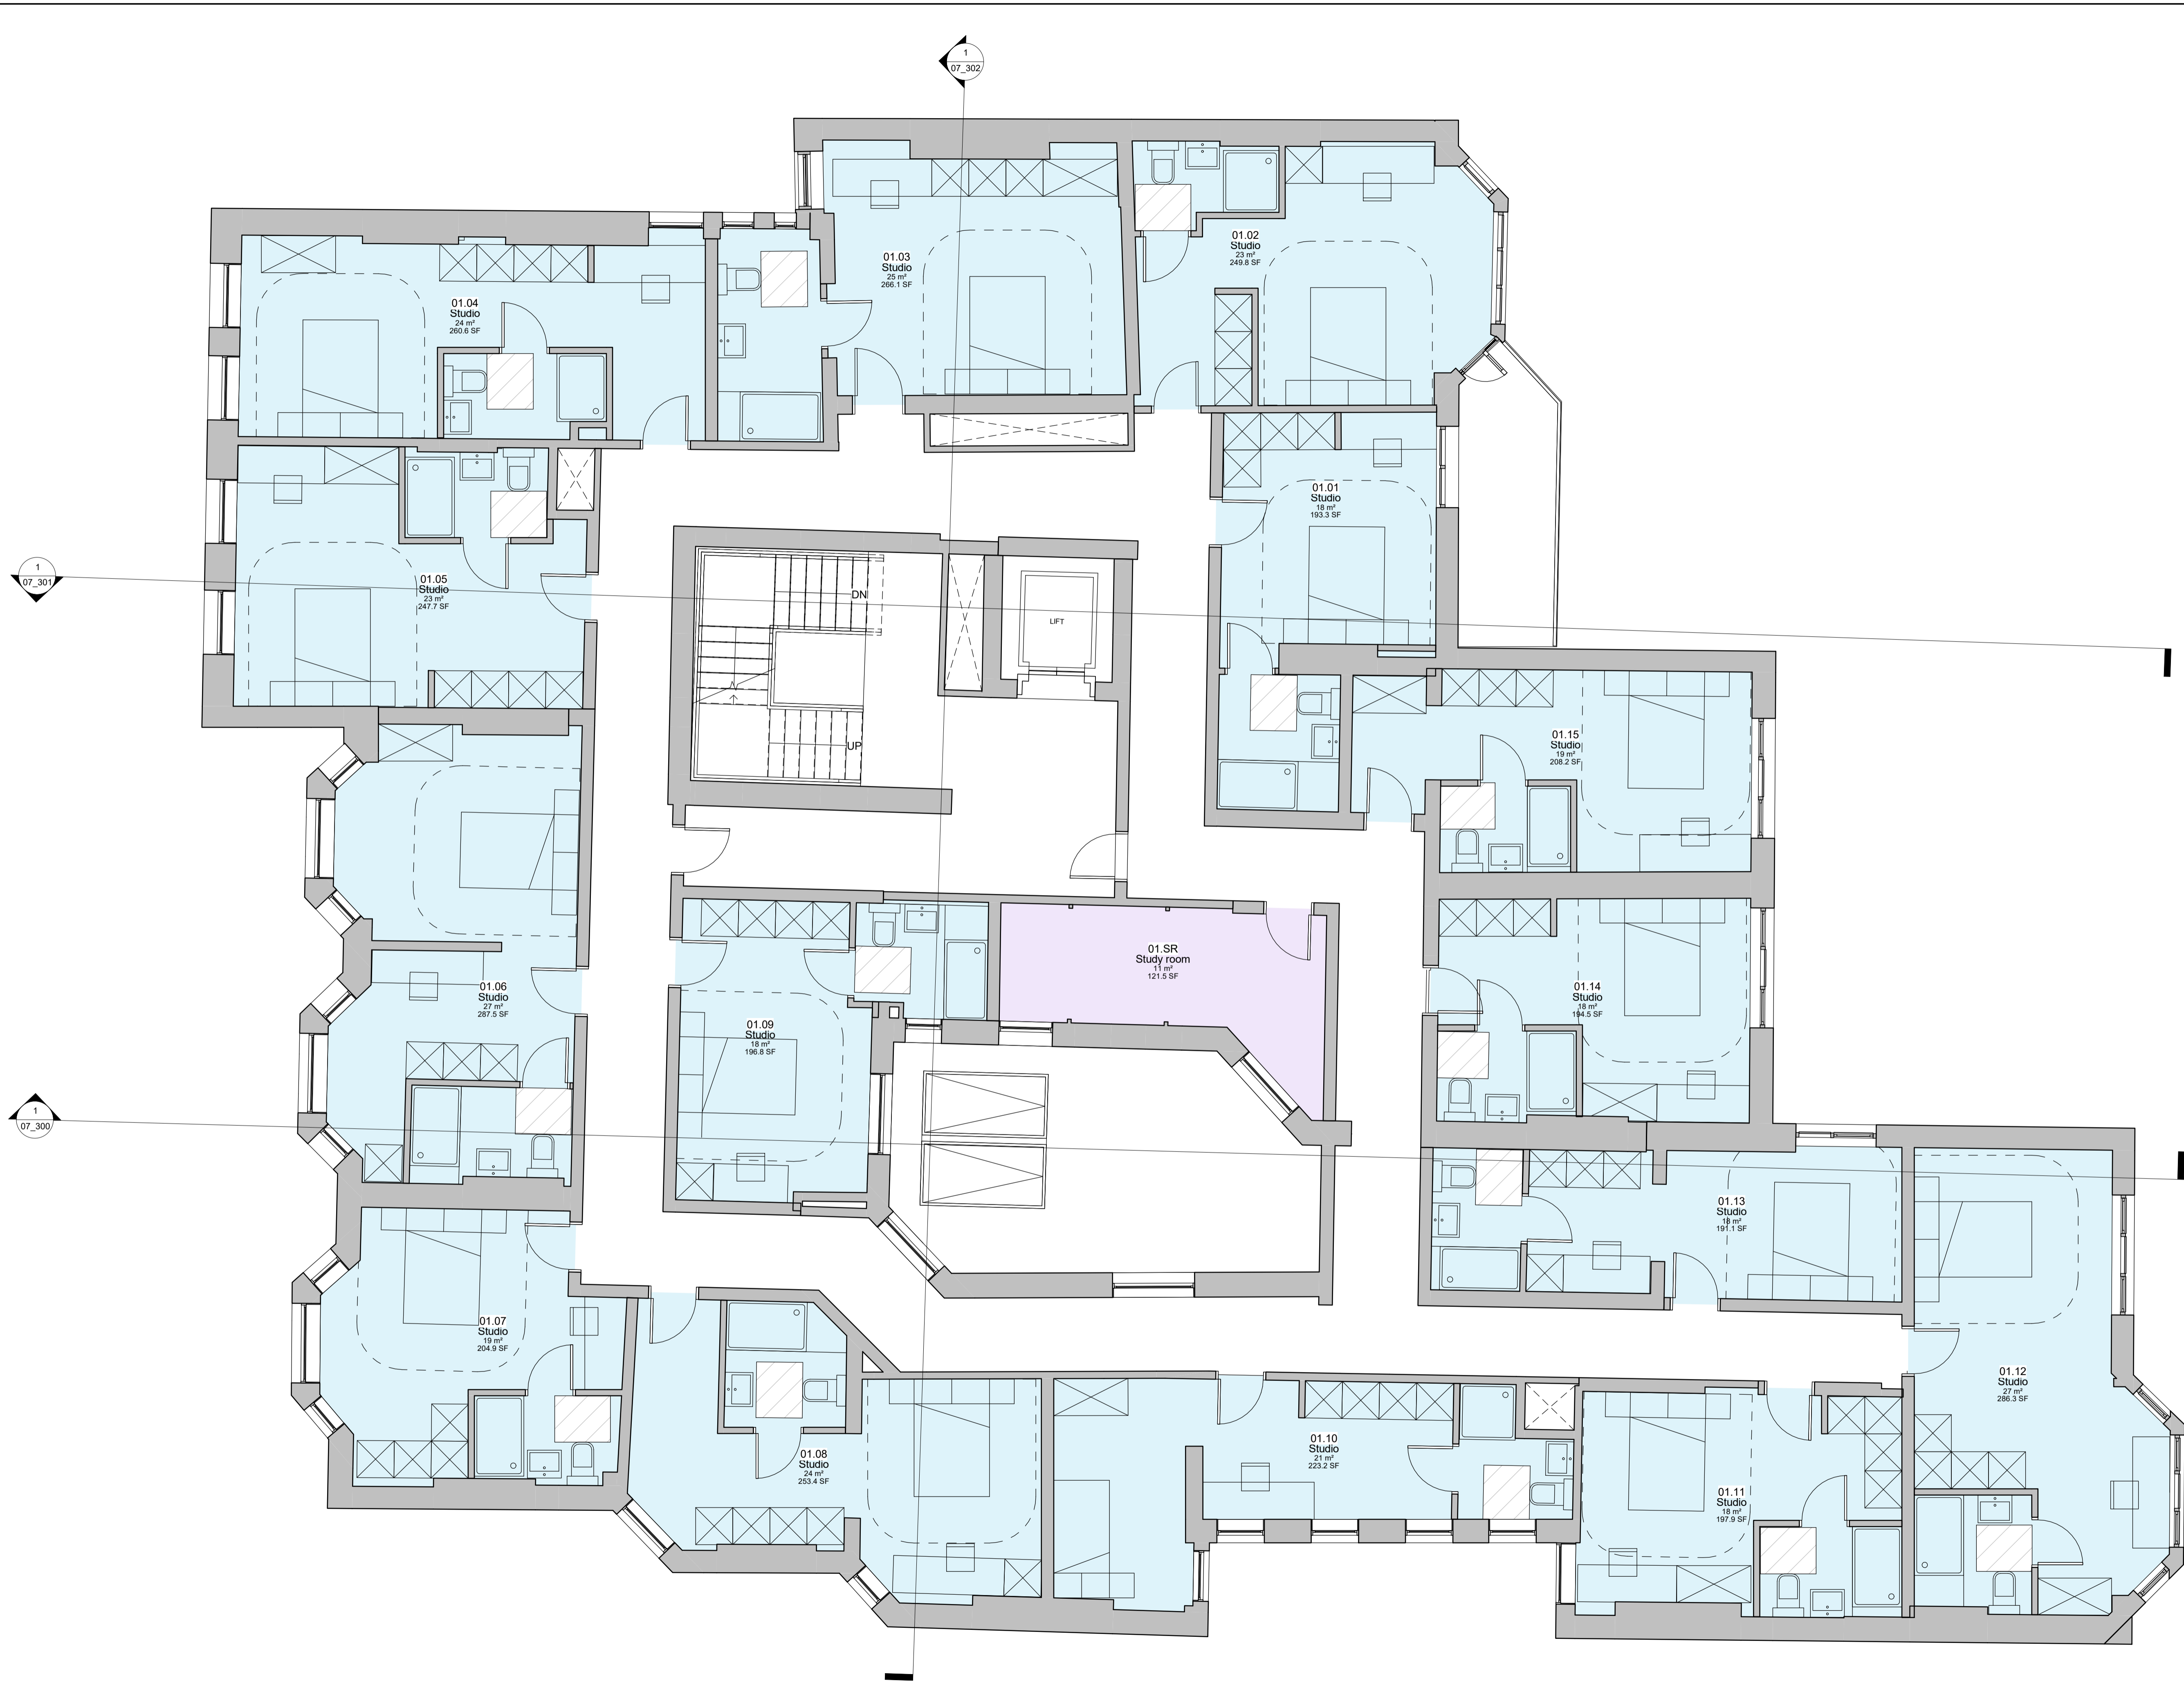 1
07_302
01.02
Studio
23 m²
249.8 SF
01.03
Studio
25 m²
266.1 SF
01.04
Studio
24 m²
260.6 SF
01.01
Studio
18 m²
193.3 SF
1
07_301
01.05
Studio
23 m²
247.7 SF
DN
LIFT
UP
01.15
Studio
19 m²
208.2 SF
01.SR
Study room
11 m²
121.5 SF
01.06
Studio
27 m²
287.5 SF
01.14
Studio
18 m²
194.5 SF
01.09
Studio
18 m²
196.8 SF
1
07_300
01.13
Studio
18 m²
191.1 SF
01.07
Studio
19 m²
204.9 SF
01.12
Studio
27 m²
286.3 SF
01.08
Studio
24 m²
253.4 SF
01.10
Studio
21 m²
223.2 SF
01.11
Studio
18 m²
197.9 SF